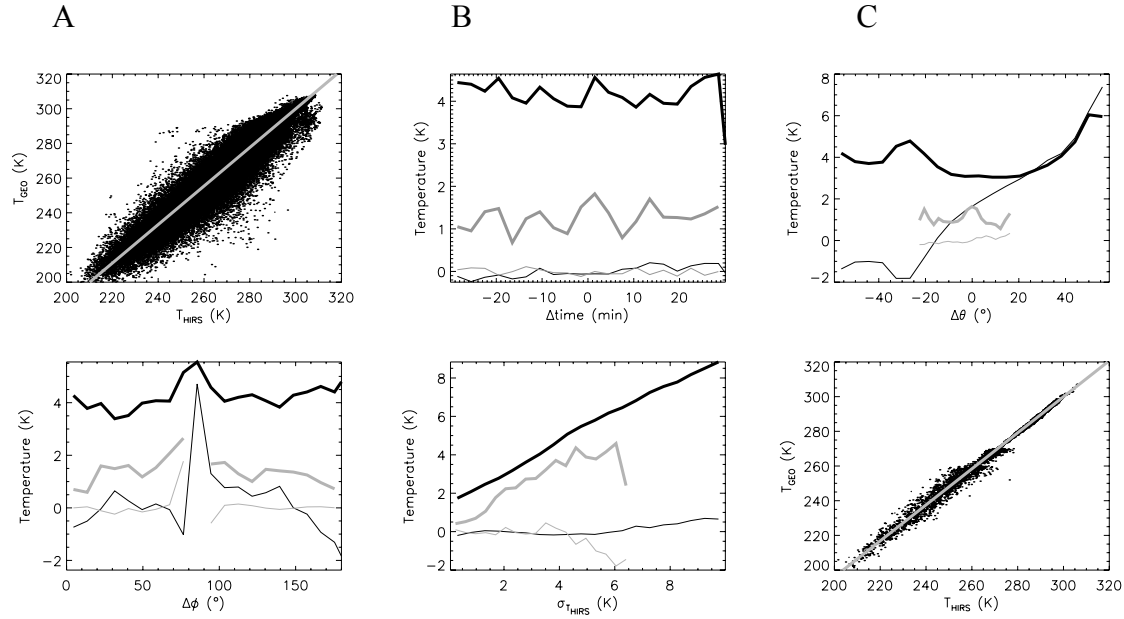 A B C
320
300
280
260
240
220
200
T_GEO (K)
200 220 240 260 280 300 320
T_HIRS (K)
4
3
2
1
0
Temperature (K)
−20 −10 0 10 20
Δtime (min)
8
6
4
2
0
−2
Temperature (K)
−40 −20 0 20 40
Δθ (°)
4
2
0
−2
Temperature (K)
0 50 100 150
Δϕ (°)
8
6
4
2
0
−2
Temperature (K)
2 4 6 8
σ_T_HIRS (K)
320
300
280
260
240
220
200
T_GEO (K)
200 220 240 260 280 300 320
T_HIRS (K)